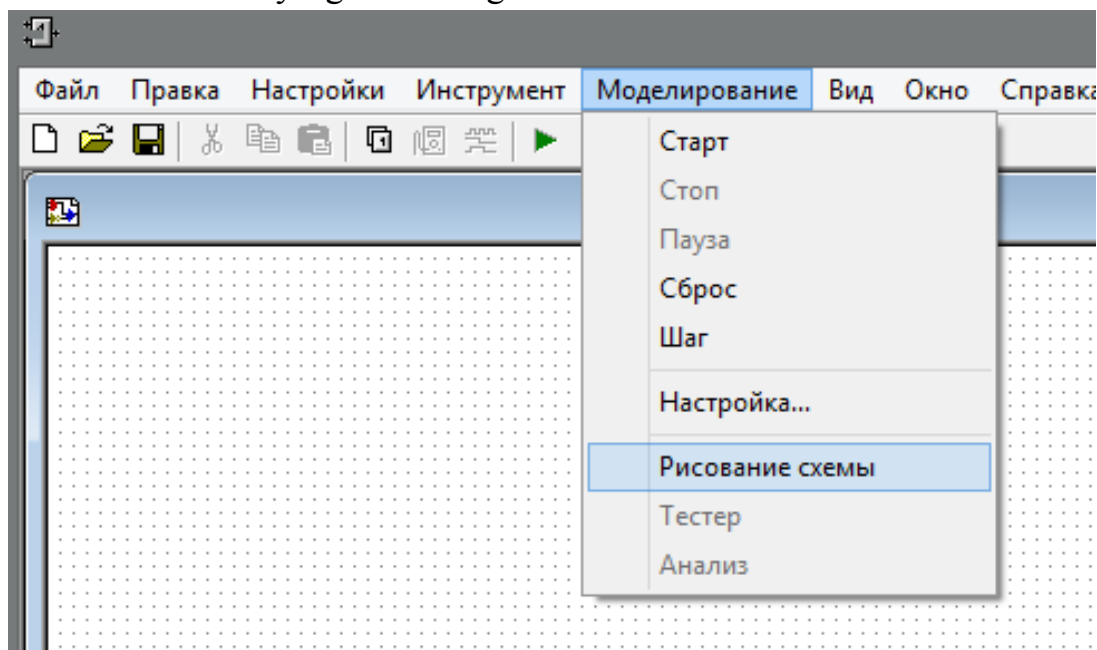 Файл Правка Настройки Инструмент Моделирование Вид Окно Справка
Старт
Стоп
Пауза
Сброс
Шаг
Настройка...
Рисование схемы
Тестер
Анализ